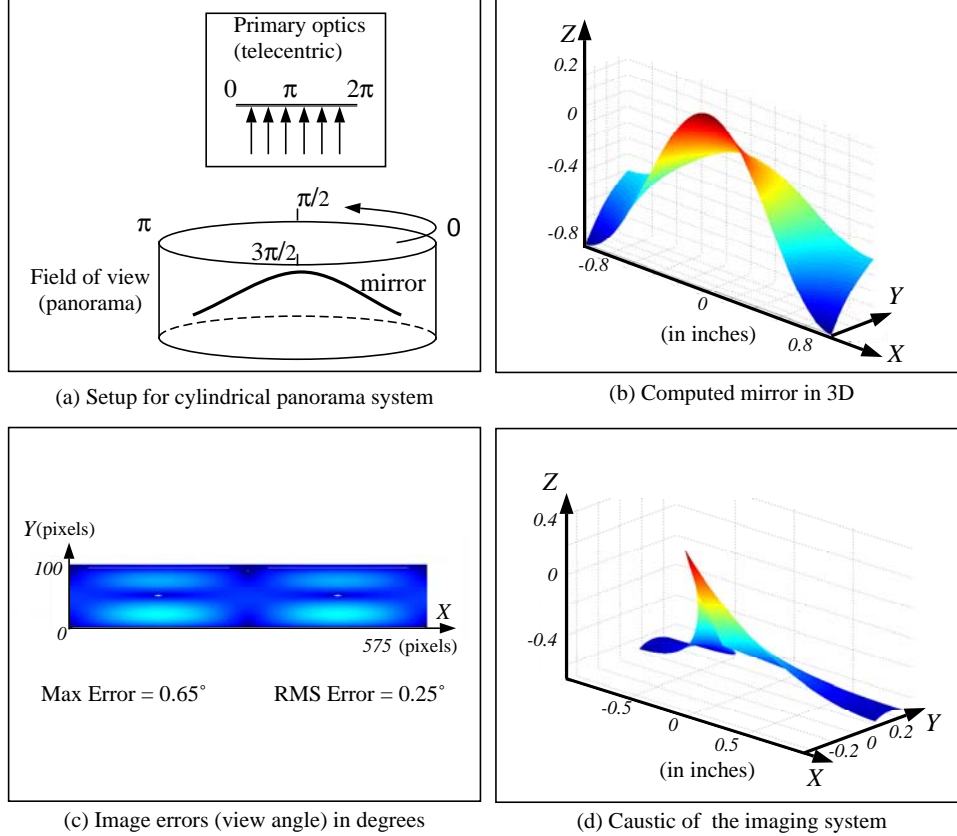 Primary optics
(telecentric)
0 π 2π
π/2
π 0
3π/2
Field of view
(panorama)
mirror
(a) Setup for cylindrical panorama system
Z
0.2
0
-0.4
-0.8
-0.8
0
0.8
(in inches)
Y
X
(b) Computed mirror in 3D
Y(pixels)
100
0
X
575 (pixels)
Max Error = 0.65˚ RMS Error = 0.25˚
(c) Image errors (view angle) in degrees
Z
0.4
0
-0.4
-0.5
0
0.5
(in inches)
X
-0.2
0
0.2
Y
(d) Caustic of the imaging system